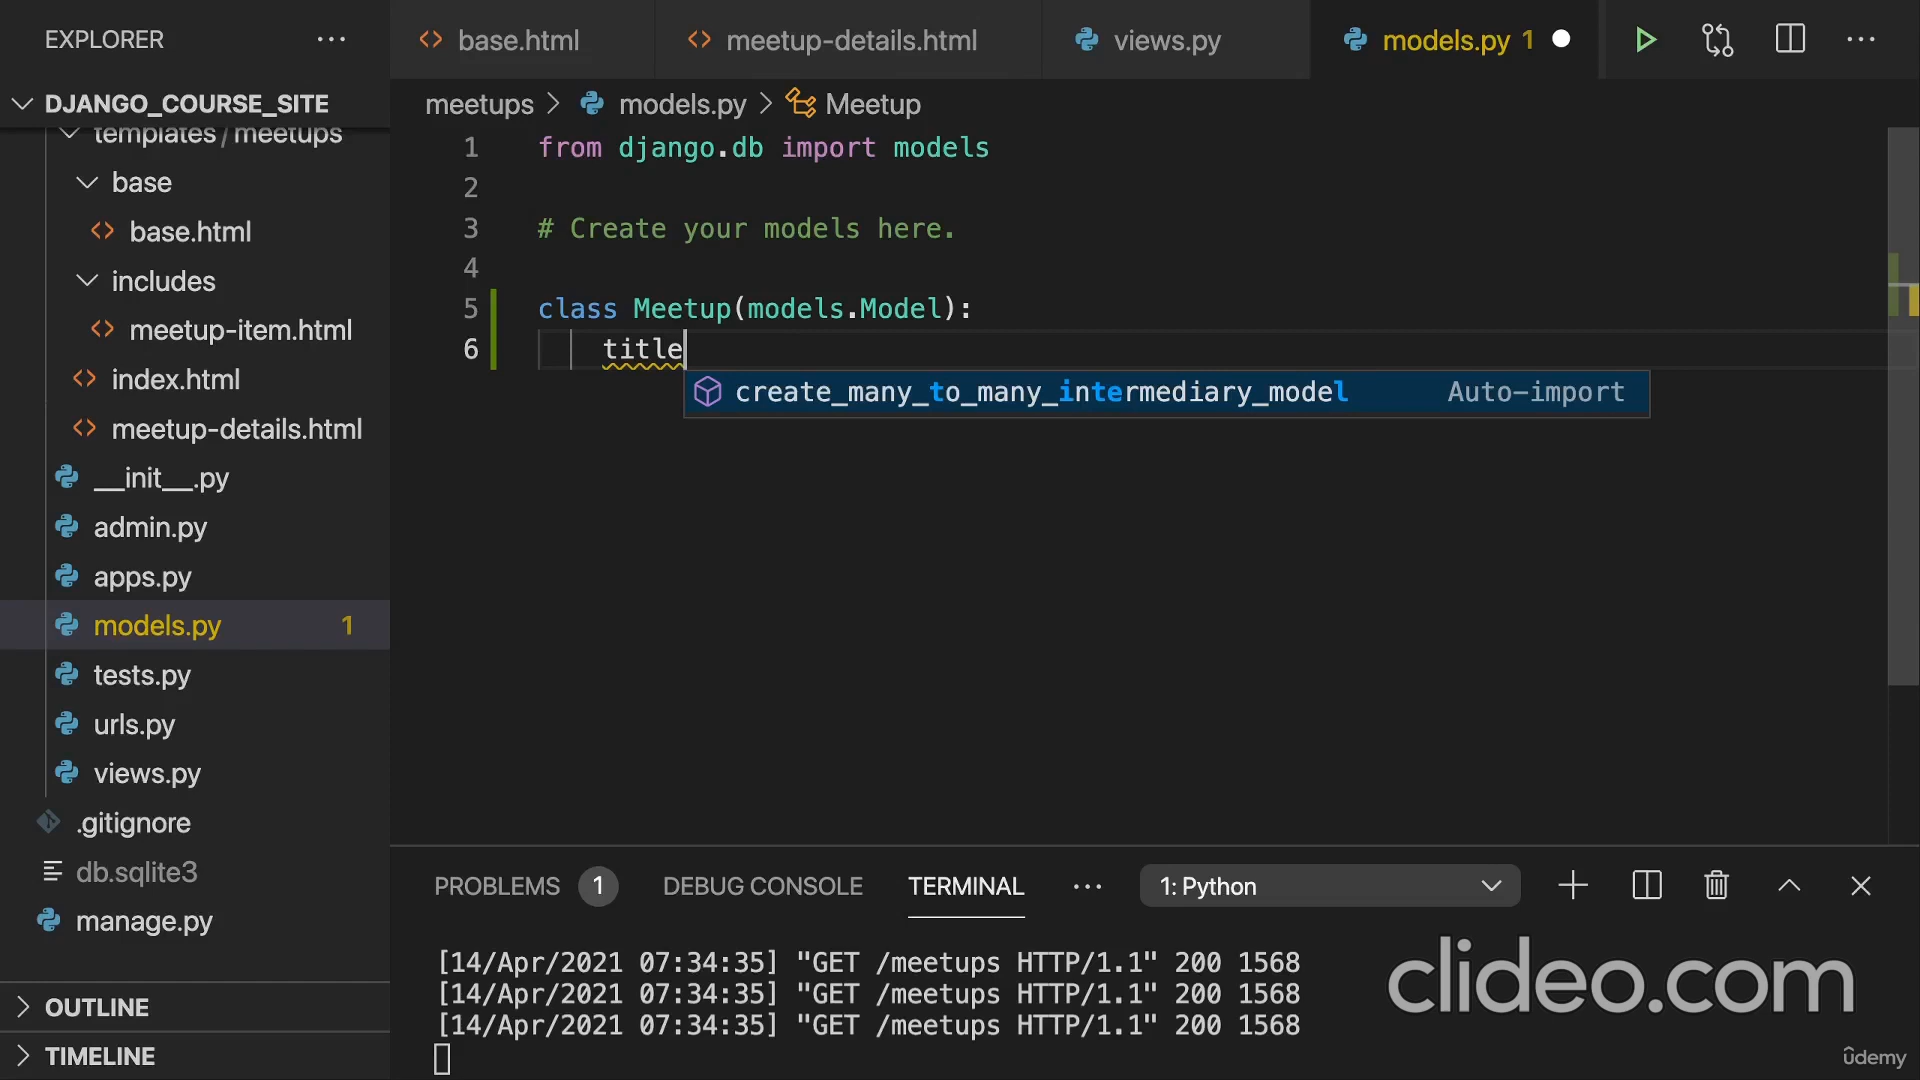 EXPLORER
DJANGO_COURSE_SITE
templates/meetups
base
base.html
includes
meetup-item.html
index.html
meetup-details.html
__init__.py
admin.py
apps.py
models.py 1
tests.py
urls.py
views.py
.gitignore
db.sqlite3
manage.py
OUTLINE
TIMELINE
base.html meetup-details.html views.py models.py 1
meetups > models.py > Meetup
1 from django.db import models
2
3 # Create your models here.
4
5 class Meetup(models.Model):
6 title
create_many_to_many_intermediary_model Auto-import
PROBLEMS 1 DEBUG CONSOLE TERMINAL 1: Python
[14/Apr/2021 07:34:35] "GET /meetups HTTP/1.1" 200 1568
[14/Apr/2021 07:34:35] "GET /meetups HTTP/1.1" 200 1568
[14/Apr/2021 07:34:35] "GET /meetups HTTP/1.1" 200 1568
clideo.com
ûdemy